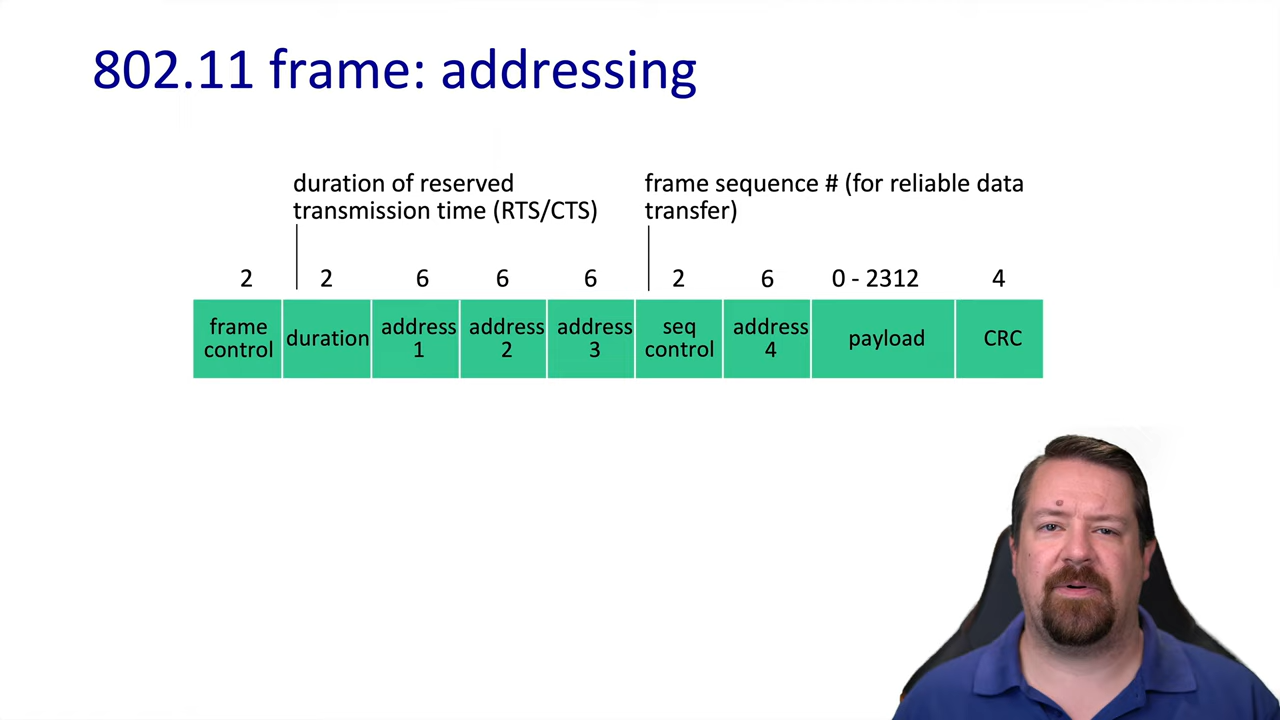 802.11 frame: addressing
duration of reserved
transmission time (RTS/CTS)
frame sequence # (for reliable data
transfer)
2 2 6 6 6 2 6 0 - 2312 4
frame
control
duration
address
1
address
2
address
3
seq
control
address
4
payload
CRC